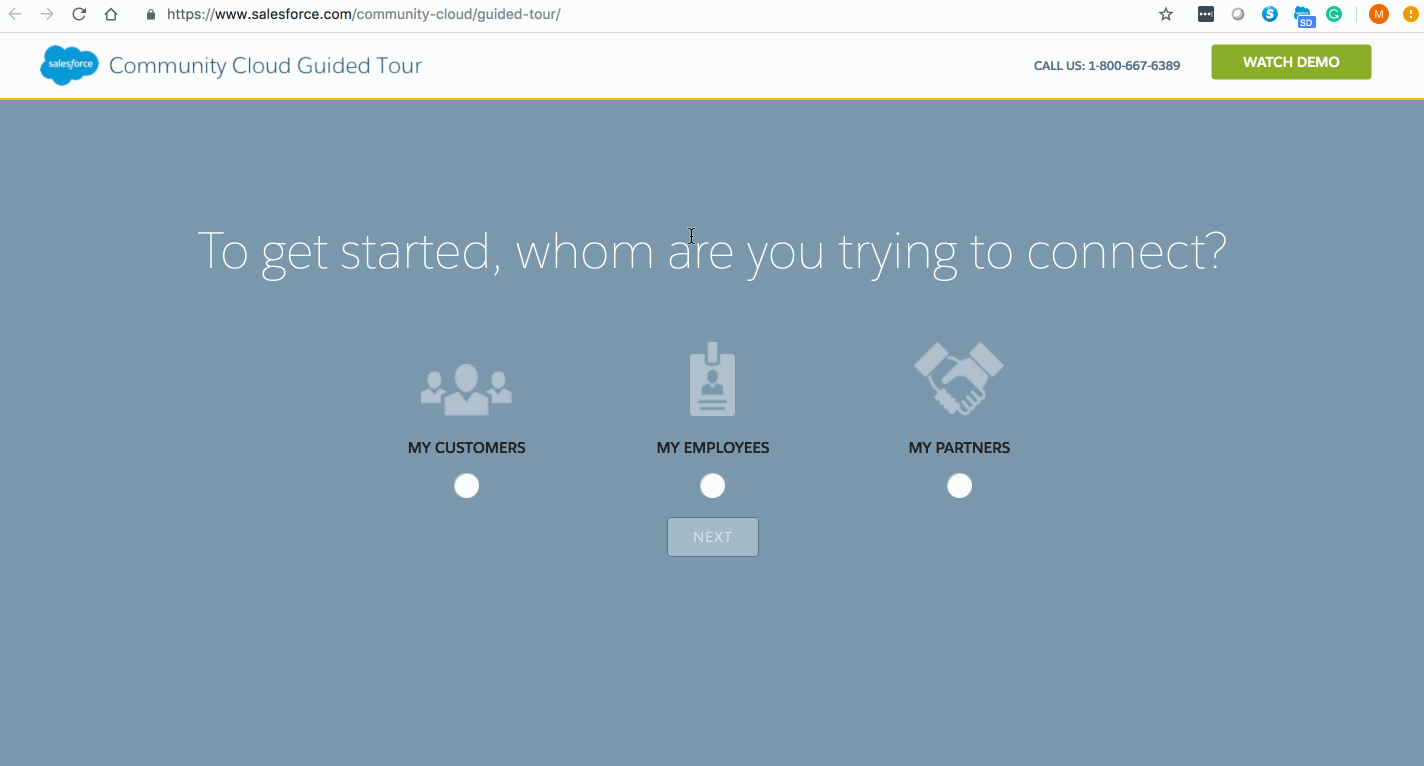 https://www.salesforce.com/community-cloud/guided-tour/
SD
M
salesforce Community Cloud Guided Tour
CALL US: 1-800-667-6389
WATCH DEMO
To get started, whom are you trying to connect?
MY CUSTOMERS
MY EMPLOYEES
MY PARTNERS
NEXT